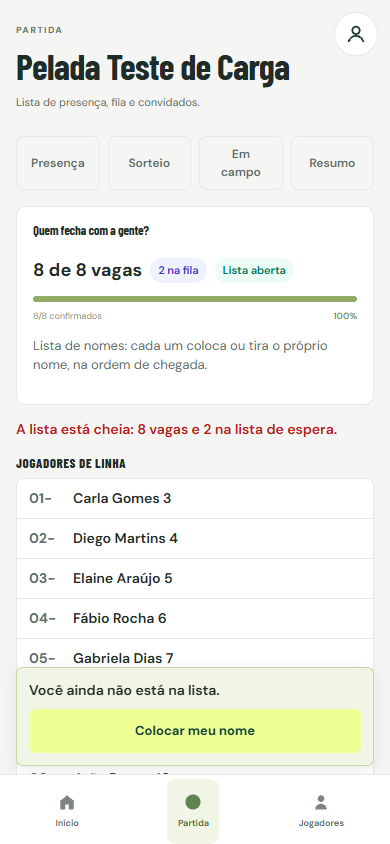 PARTIDA
Pelada Teste de Carga
Lista de presença, fila e convidados.
Presença
Sorteio
Em
campo
Resumo
Quem fecha com a gente?
8 de 8 vagas
2 na fila
Lista aberta
8/8 confirmados
100%
Lista de nomes: cada um coloca ou tira o próprio
nome, na ordem de chegada.
A lista está cheia: 8 vagas e 2 na lista de espera.
JOGADORES DE LINHA
01- Carla Gomes 3
02- Diego Martins 4
03- Elaine Araújo 5
04- Fábio Rocha 6
05- Gabriela Dias 7
Você ainda não está na lista.
Colocar meu nome
Início
Partida
Jogadores